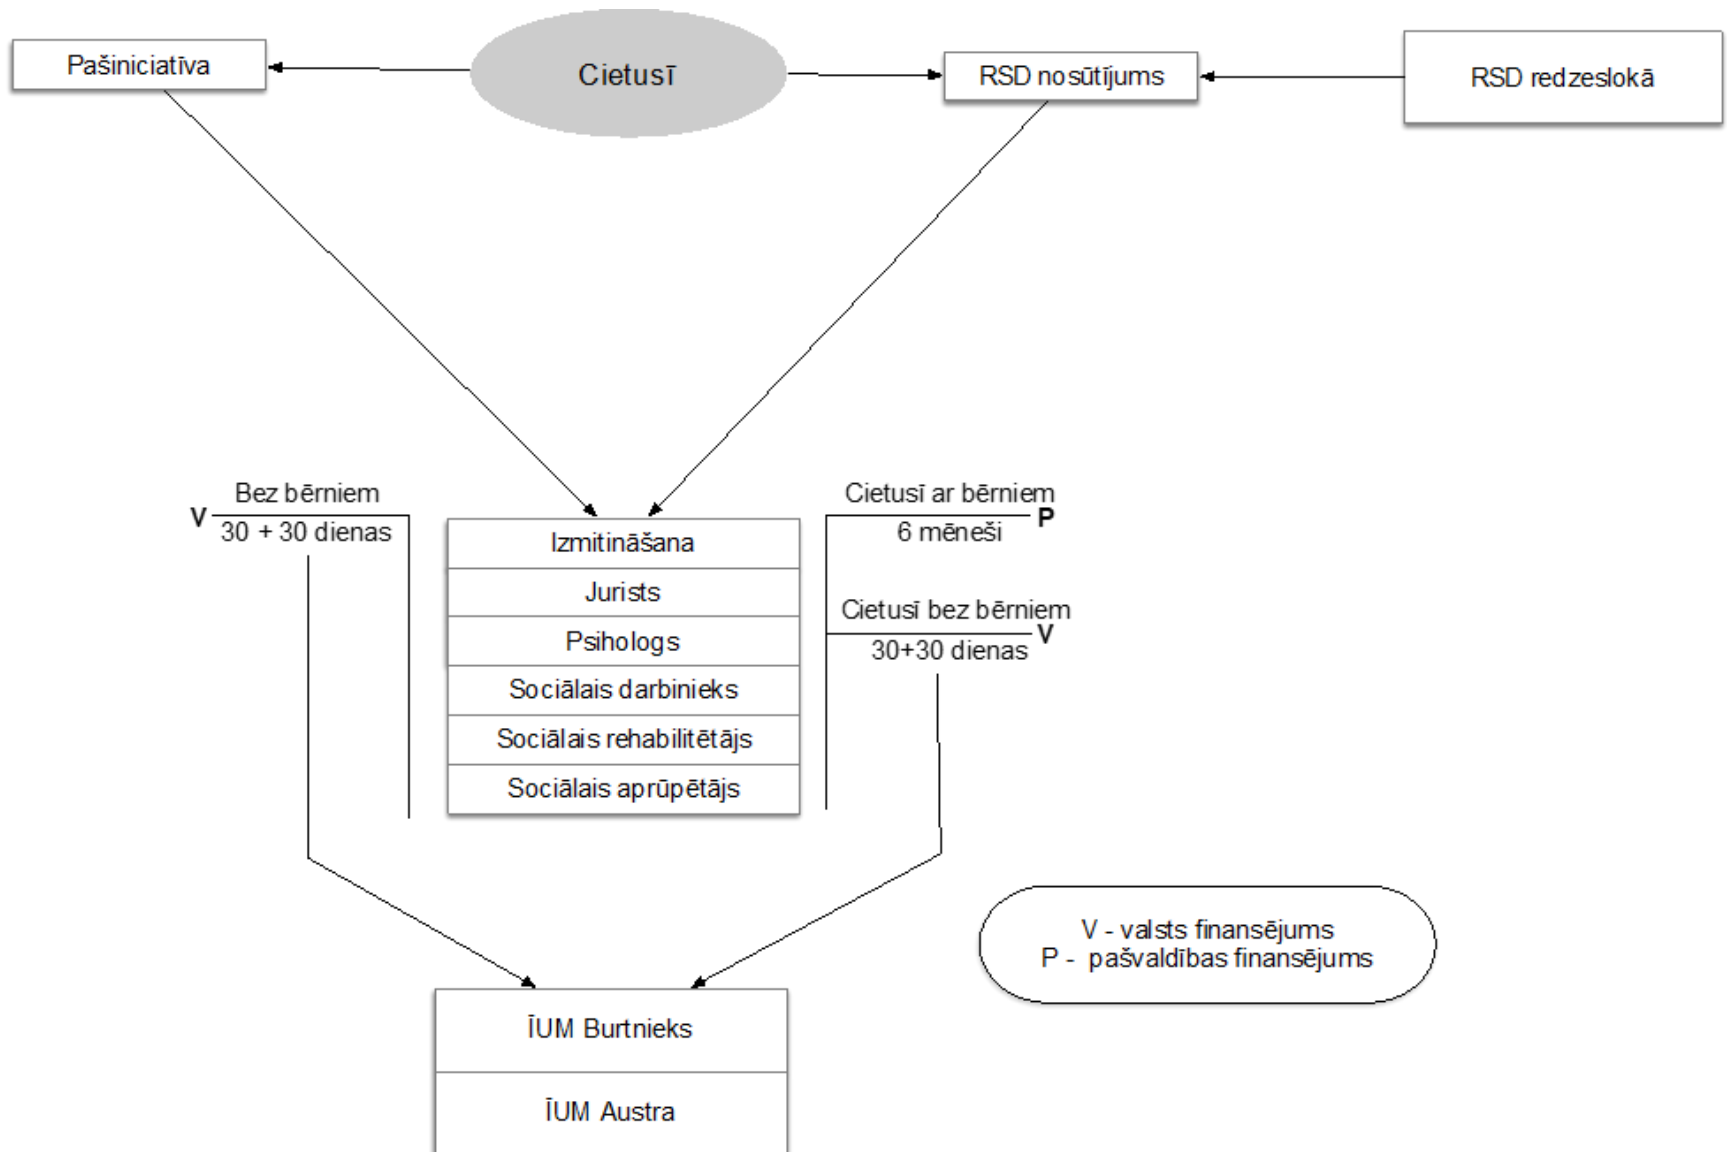 Pašiniciatīva
Cietusī
RSD nosūtījums
RSD redzeslokā
Bez bērniem
V
30 + 30 dienas
Izmitināšana
Jurists
Psihologs
Sociālais darbinieks
Sociālais rehabilitētājs
Sociālais aprūpētājs
Cietusī ar bērniem
P
6 mēneši
Cietusī bez bērniem
V
30+30 dienas
V - valsts finansējums
P - pašvaldības finansējums
ĪUM Burtnieks
ĪUM Austra